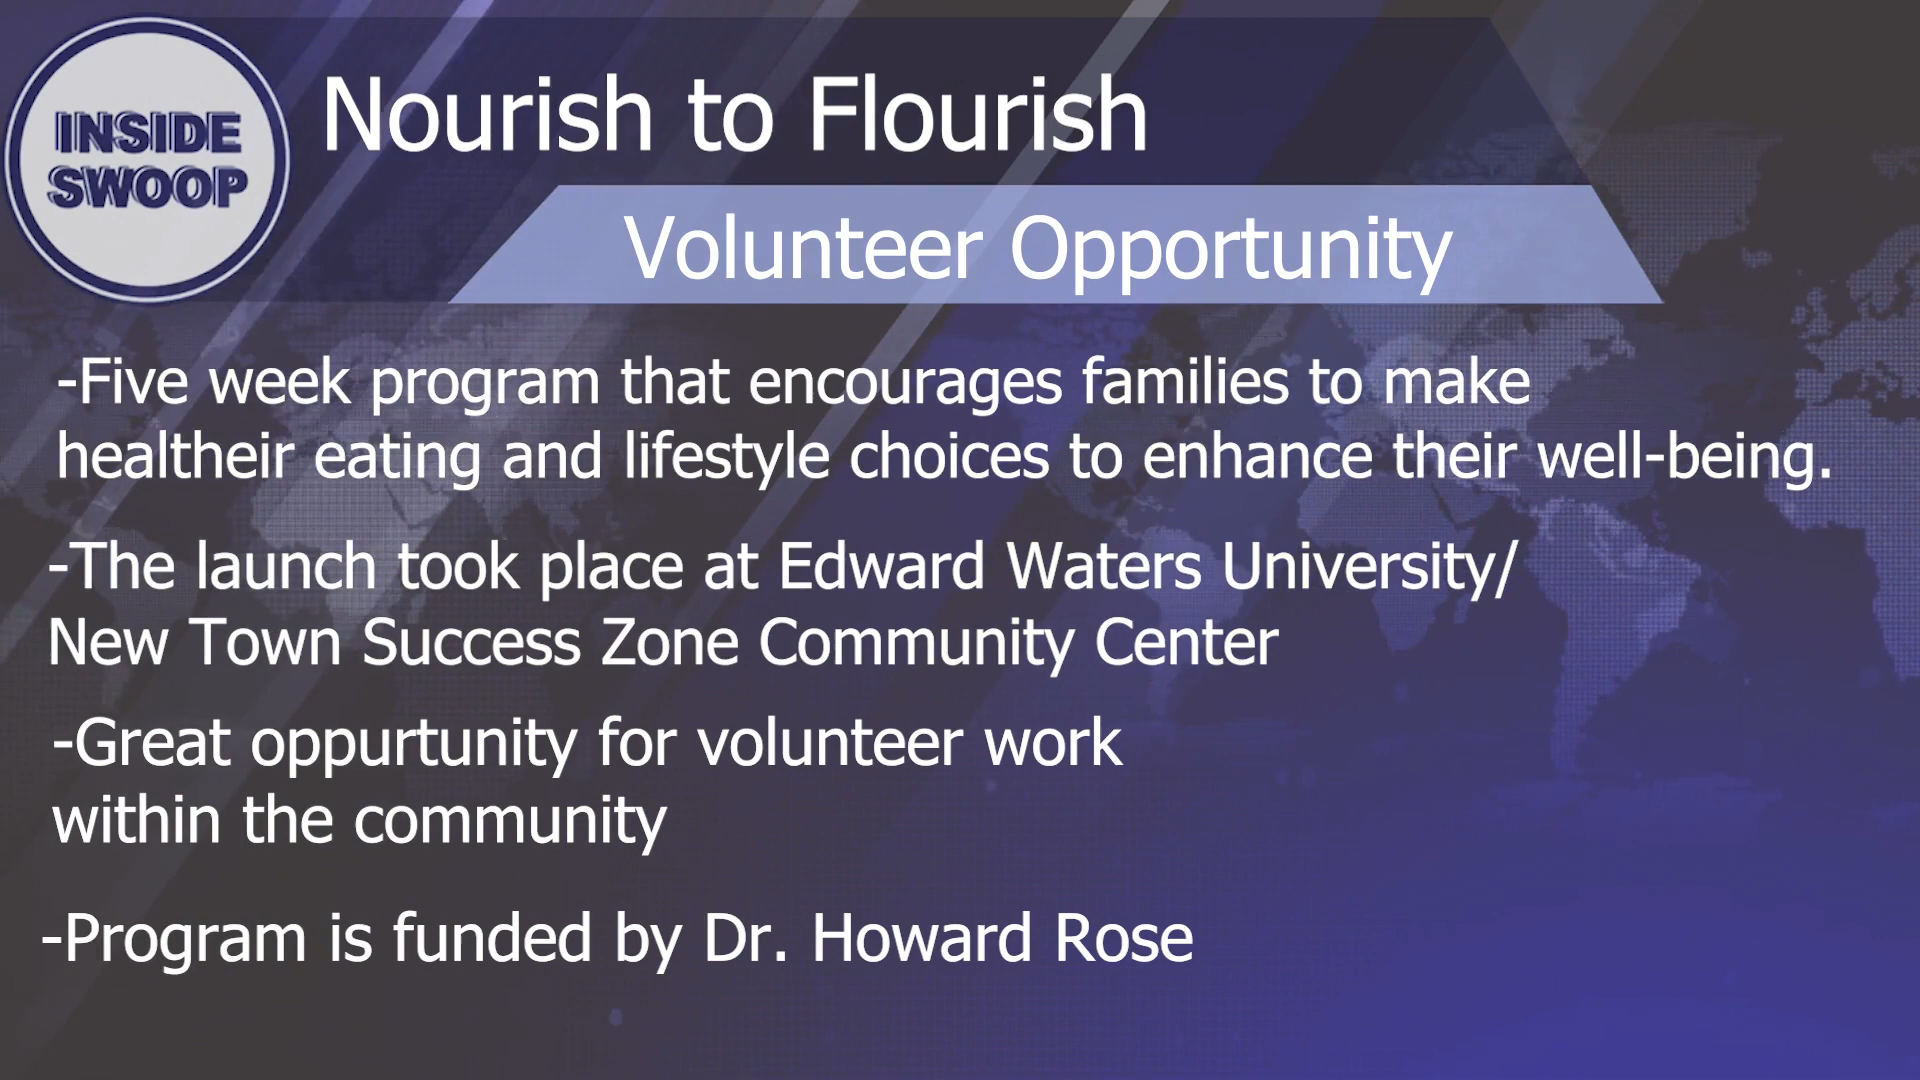 INSIDE
SWOOP
Nourish to Flourish
Volunteer Opportunity
-Five week program that encourages families to make
healtheir eating and lifestyle choices to enhance their well-being.
-The launch took place at Edward Waters University/
New Town Success Zone Community Center
-Great oppurtunity for volunteer work
within the community
-Program is funded by Dr. Howard Rose